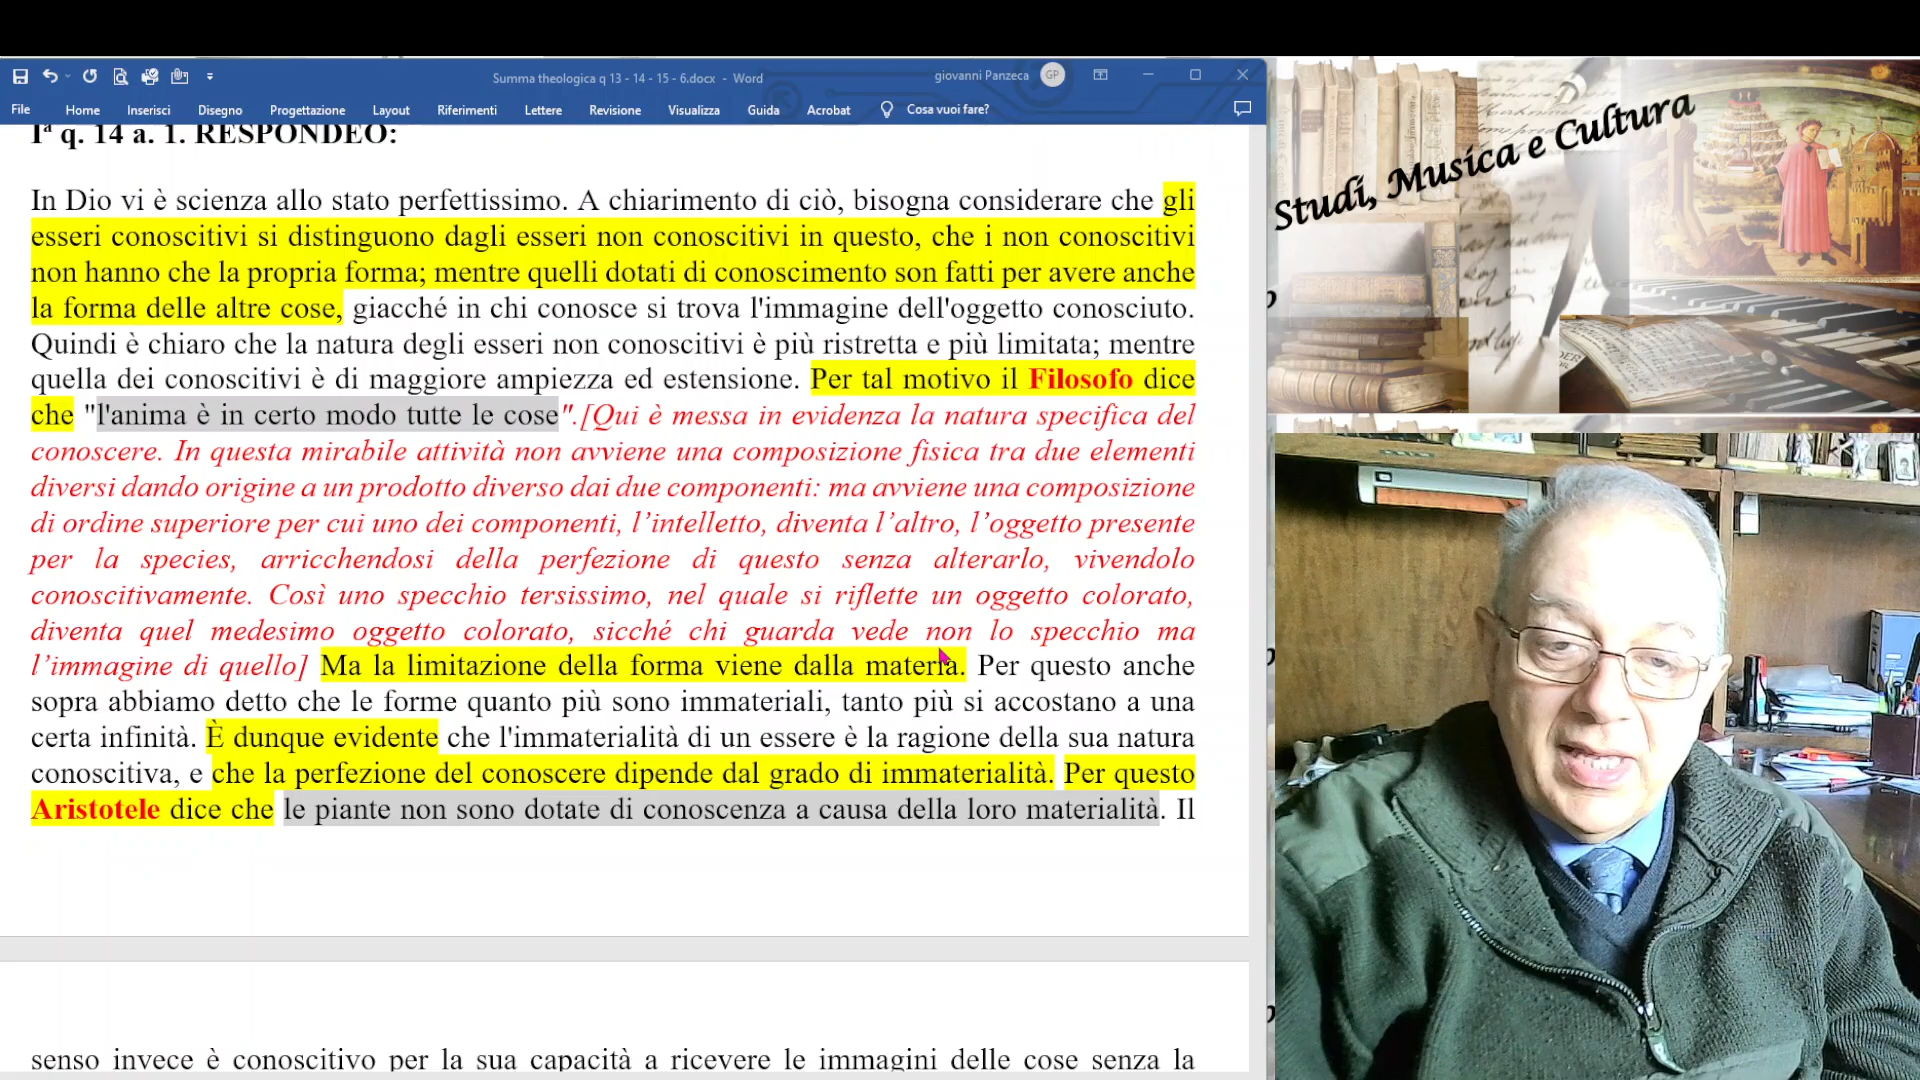 Summa theologica q 13 - 14 - 15 - 6.docx - Word
giovanni Panzeca
GP
File Home Inserisci Disegno Progettazione Layout Riferimenti Lettere Revisione Visualizza Guida Acrobat Cosa vuoi fare?
Iª q. 14 a. 1. RESPONDEO:
In Dio vi è scienza allo stato perfettissimo. A chiarimento di ciò, bisogna considerare che gli
esseri conoscitivi si distinguono dagli esseri non conoscitivi in questo, che i non conoscitivi
non hanno che la propria forma; mentre quelli dotati di conoscimento son fatti per avere anche
la forma delle altre cose, giacché in chi conosce si trova l'immagine dell'oggetto conosciuto.
Quindi è chiaro che la natura degli esseri non conoscitivi è più ristretta e più limitata; mentre
quella dei conoscitivi è di maggiore ampiezza ed estensione. Per tal motivo il Filosofo dice
che "l'anima è in certo modo tutte le cose".[Qui è messa in evidenza la natura specifica del
conoscere. In questa mirabile attività non avviene una composizione fisica tra due elementi
diversi dando origine a un prodotto diverso dai due componenti: ma avviene una composizione
di ordine superiore per cui uno dei componenti, l’intelletto, diventa l’altro, l’oggetto presente
per la species, arricchendosi della perfezione di questo senza alterarlo, vivendolo
conoscitivamente. Così uno specchio tersissimo, nel quale si riflette un oggetto colorato,
diventa quel medesimo oggetto colorato, sicché chi guarda vede non lo specchio ma
l’immagine di quello] Ma la limitazione della forma viene dalla materia. Per questo anche
sopra abbiamo detto che le forme quanto più sono immateriali, tanto più si accostano a una
certa infinità. È dunque evidente che l'immaterialità di un essere è la ragione della sua natura
conoscitiva, e che la perfezione del conoscere dipende dal grado di immaterialità. Per questo
Aristotele dice che le piante non sono dotate di conoscenza a causa della loro materialità. Il
senso invece è conoscitivo per la sua capacità a ricevere le immagini delle cose senza la
Studi, Musica e Cultura